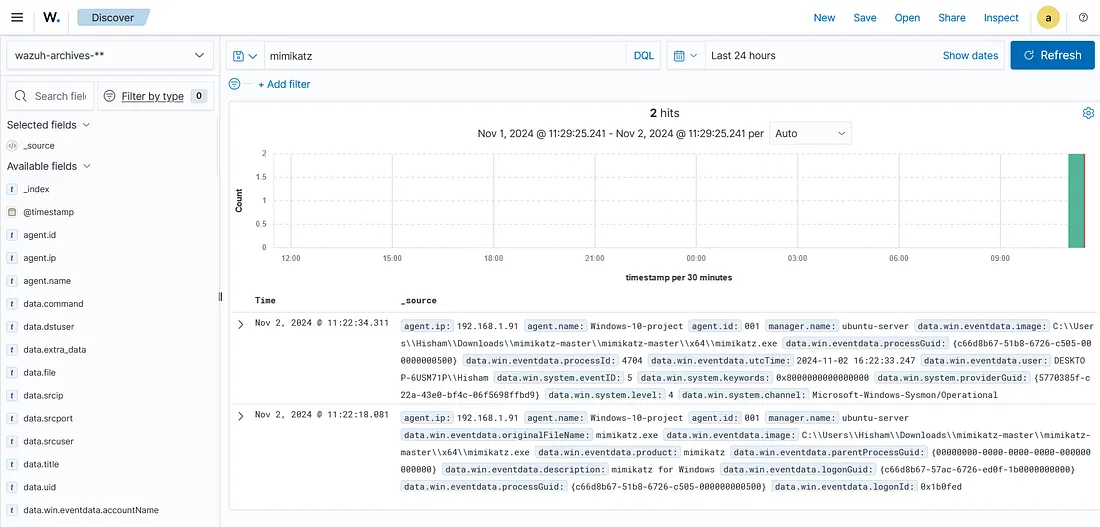 W. Discover New Save Open Share Inspect a
wazuh-archives-** mimikatz DQL Last 24 hours Show dates Refresh
+ Add filter
Search fiel Filter by type 0
Selected fields
_source
Available fields
_index
@timestamp
agent.id
agent.ip
agent.name
data.command
data.dstuser
data.extra_data
data.file
data.srcip
data.srcport
data.srcuser
data.title
data.uid
data.win.eventdata.accountName
2 hits
Nov 1, 2024 @ 11:29:25.241 - Nov 2, 2024 @ 11:29:25.241 per Auto
Count
2
1.5
1
0.5
0
12:00 15:00 18:00 21:00 00:00 03:00 06:00 09:00
timestamp per 30 minutes
Time _source
Nov 2, 2024 @ 11:22:34.311 agent.ip: 192.168.1.91 agent.name: Windows-10-project agent.id: 001 manager.name: ubuntu-server data.win.eventdata.image: C:\\User
s\\Hisham\\Downloads\\mimikatz-master\\mimikatz-master\\x64\\mimikatz.exe data.win.eventdata.processGuid: {c66d8b67-51b8-6726-c505-00
0000000500} data.win.eventdata.processId: 4704 data.win.eventdata.utcTime: 2024-11-02 16:22:33.247 data.win.eventdata.user: DESKTO
P-6USM71P\\Hisham data.win.system.eventID: 5 data.win.system.keywords: 0x8000000000000000 data.win.system.providerGuid: {5770385f-c
22a-43e0-bf4c-06f5698ffbd9} data.win.system.level: 4 data.win.system.channel: Microsoft-Windows-Sysmon/Operational
Nov 2, 2024 @ 11:22:18.081 agent.ip: 192.168.1.91 agent.name: Windows-10-project agent.id: 001 manager.name: ubuntu-server
data.win.eventdata.originalFileName: mimikatz.exe data.win.eventdata.image: C:\\Users\\Hisham\\Downloads\\mimikatz-master\\mimikatz-
master\\x64\\mimikatz.exe data.win.eventdata.product: mimikatz data.win.eventdata.parentProcessGuid: {00000000-0000-0000-0000-000000
000000} data.win.eventdata.description: mimikatz for Windows data.win.eventdata.logonGuid: {c66d8b67-57ac-6726-ed0f-1b0000000000}
data.win.eventdata.processGuid: {c66d8b67-51b8-6726-c505-000000000500} data.win.eventdata.logonId: 0x1b0fed